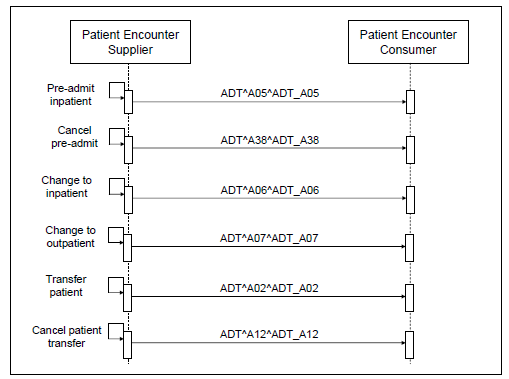 Patient Encounter
Supplier
Patient Encounter
Consumer
Pre-admit
inpatient
ADT^A05^ADT_A05
Cancel
pre-admit
ADT^A38^ADT_A38
Change to
inpatient
ADT^A06^ADT_A06
Change to
outpatient
ADT^A07^ADT_A07
Transfer
patient
ADT^A02^ADT_A02
Cancel patient
transfer
ADT^A12^ADT_A12